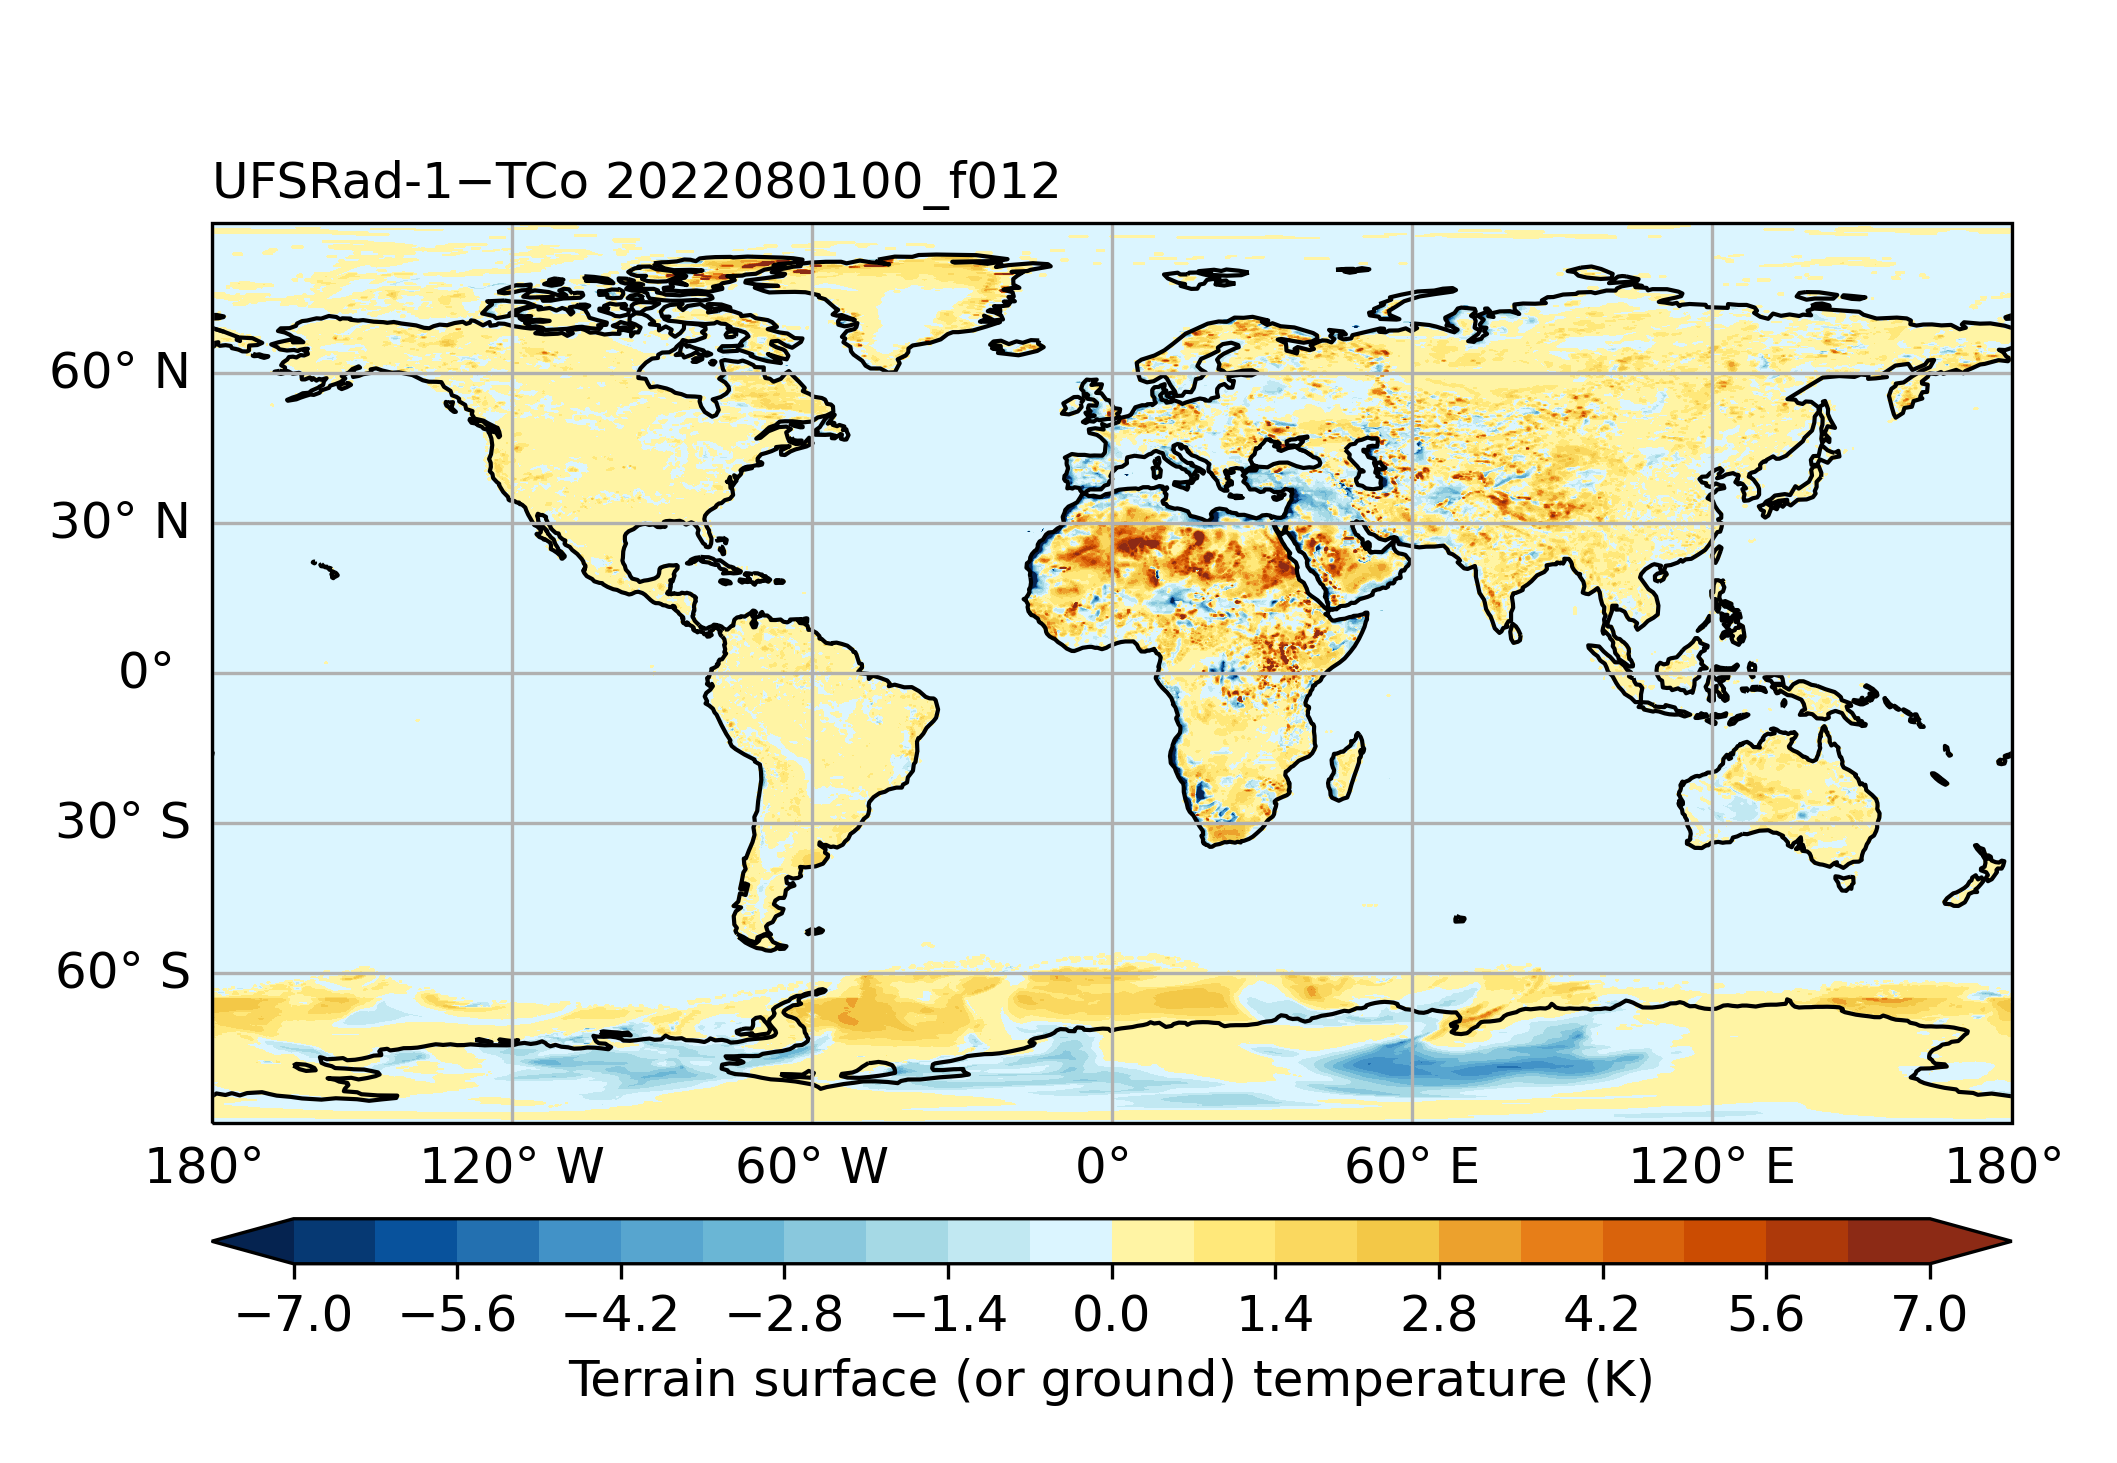 UFSRad-1−TCo 2022080100_f012
60° N
30° N
0°
30° S
60° S
180° 120° W 60° W 0° 60° E 120° E 180°
−7.0 −5.6 −4.2 −2.8 −1.4 0.0 1.4 2.8 4.2 5.6 7.0
Terrain surface (or ground) temperature (K)